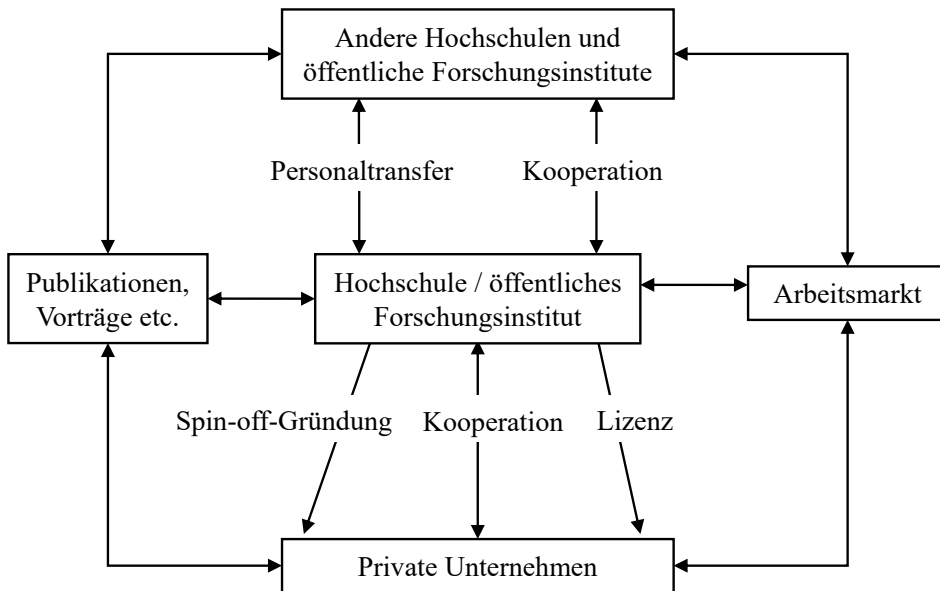 Andere Hochschulen und
öffentliche Forschungsinstitute
Personaltransfer
Kooperation
Publikationen,
Vorträge etc.
Hochschule / öffentliches
Forschungsinstitut
Arbeitsmarkt
Spin-off-Gründung
Kooperation
Lizenz
Private Unternehmen